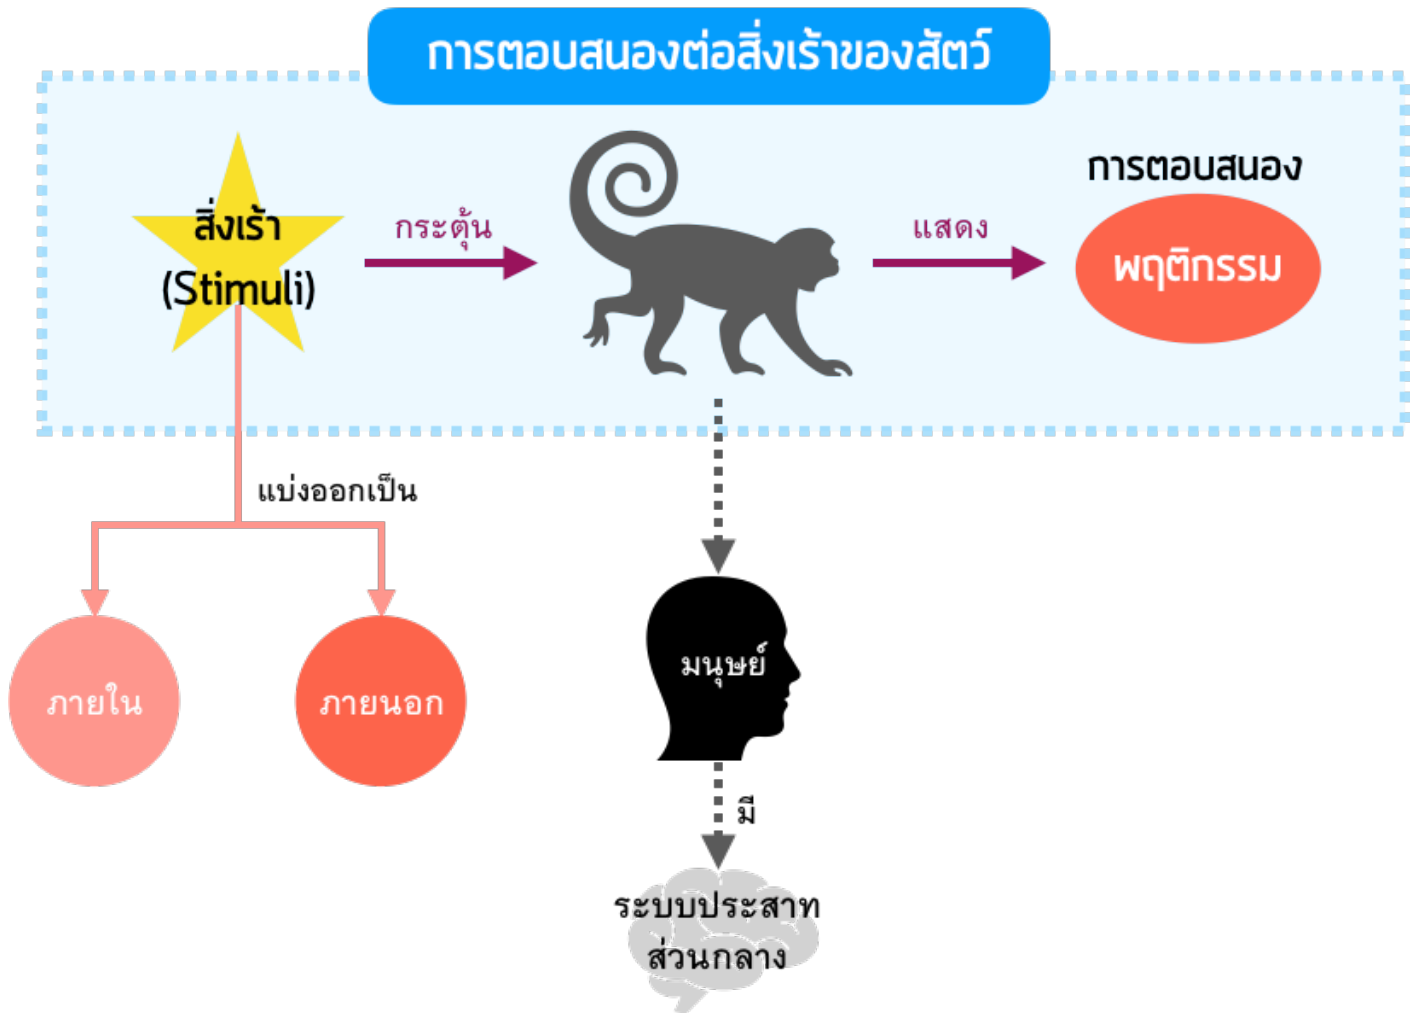 การตอบสนองต่อสิ่งเร้าของสัตว์
สิ่งเร้า
(Stimuli)
กระตุ้น
แสดง
การตอบสนอง
พฤติกรรม
แบ่งออกเป็น
ภายใน
ภายนอก
มนุษย์
มี
ระบบประสาท
ส่วนกลาง